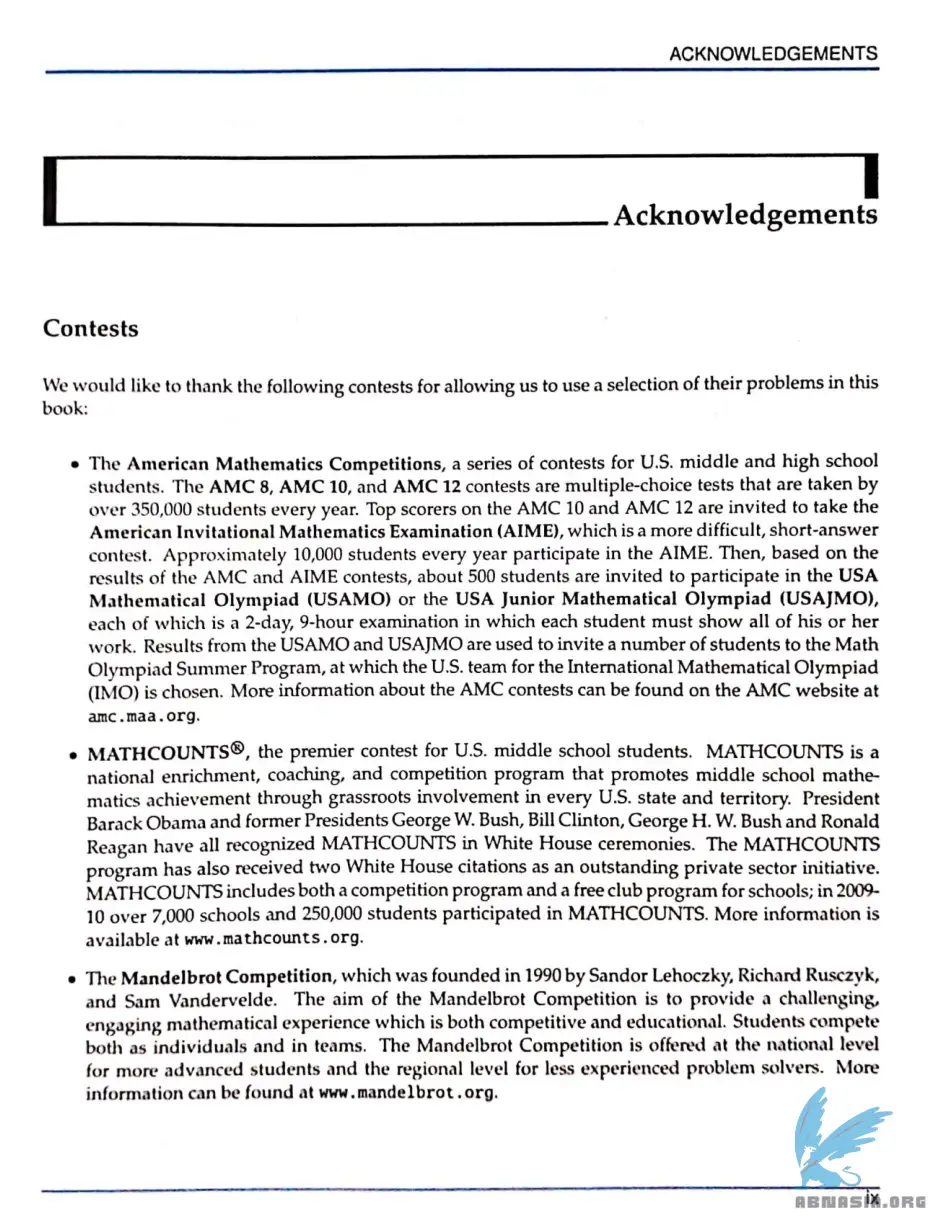 ACKNOWLEDGEMENTS
Acknowledgements
Contests
We would like to thank the following contests for allowing us to use a selection of their problems in this
book:
• The American Mathematics Competitions, a series of contests for U.S. middle and high school
students. The AMC 8, AMC 10, and AMC 12 contests are multiple-choice tests that are taken by
over 350,000 students every year. Top scorers on the AMC 10 and AMC 12 are invited to take the
American Invitational Mathematics Examination (AIME), which is a more difficult, short-answer
contest. Approximately 10,000 students every year participate in the AIME. Then, based on the
results of the AMC and AIME contests, about 500 students are invited to participate in the USA
Mathematical Olympiad (USAMO) or the USA Junior Mathematical Olympiad (USAJMO),
each of which is a 2-day, 9-hour examination in which each student must show all of his or her
work. Results from the USAMO and USAJMO are used to invite a number of students to the Math
Olympiad Summer Program, at which the U.S. team for the International Mathematical Olympiad
(IMO) is chosen. More information about the AMC contests can be found on the AMC website at
amc.maa.org.
• MATHCOUNTS®, the premier contest for U.S. middle school students. MATHCOUNTS is a
national enrichment, coaching, and competition program that promotes middle school mathe-
matics achievement through grassroots involvement in every U.S. state and territory. President
Barack Obama and former Presidents George W. Bush, Bill Clinton, George H. W. Bush and Ronald
Reagan have all recognized MATHCOUNTS in White House ceremonies. The MATHCOUNTS
program has also received two White House citations as an outstanding private sector initiative.
MATHCOUNTS includes both a competition program and a free club program for schools; in 2009-
10 over 7,000 schools and 250,000 students participated in MATHCOUNTS. More information is
available at www.mathcounts.org.
• The Mandelbrot Competition, which was founded in 1990 by Sandor Lehoczky, Richard Rusczyk,
and Sam Vandervelde. The aim of the Mandelbrot Competition is to provide a challenging,
engaging mathematical experience which is both competitive and educational. Students compete
both as individuals and in teams. The Mandelbrot Competition is offered at the national level
for more advanced students and the regional level for less experienced problem solvers. More
information can be found at www.mandelbrot.org.
ix
ABNASIA.ORG